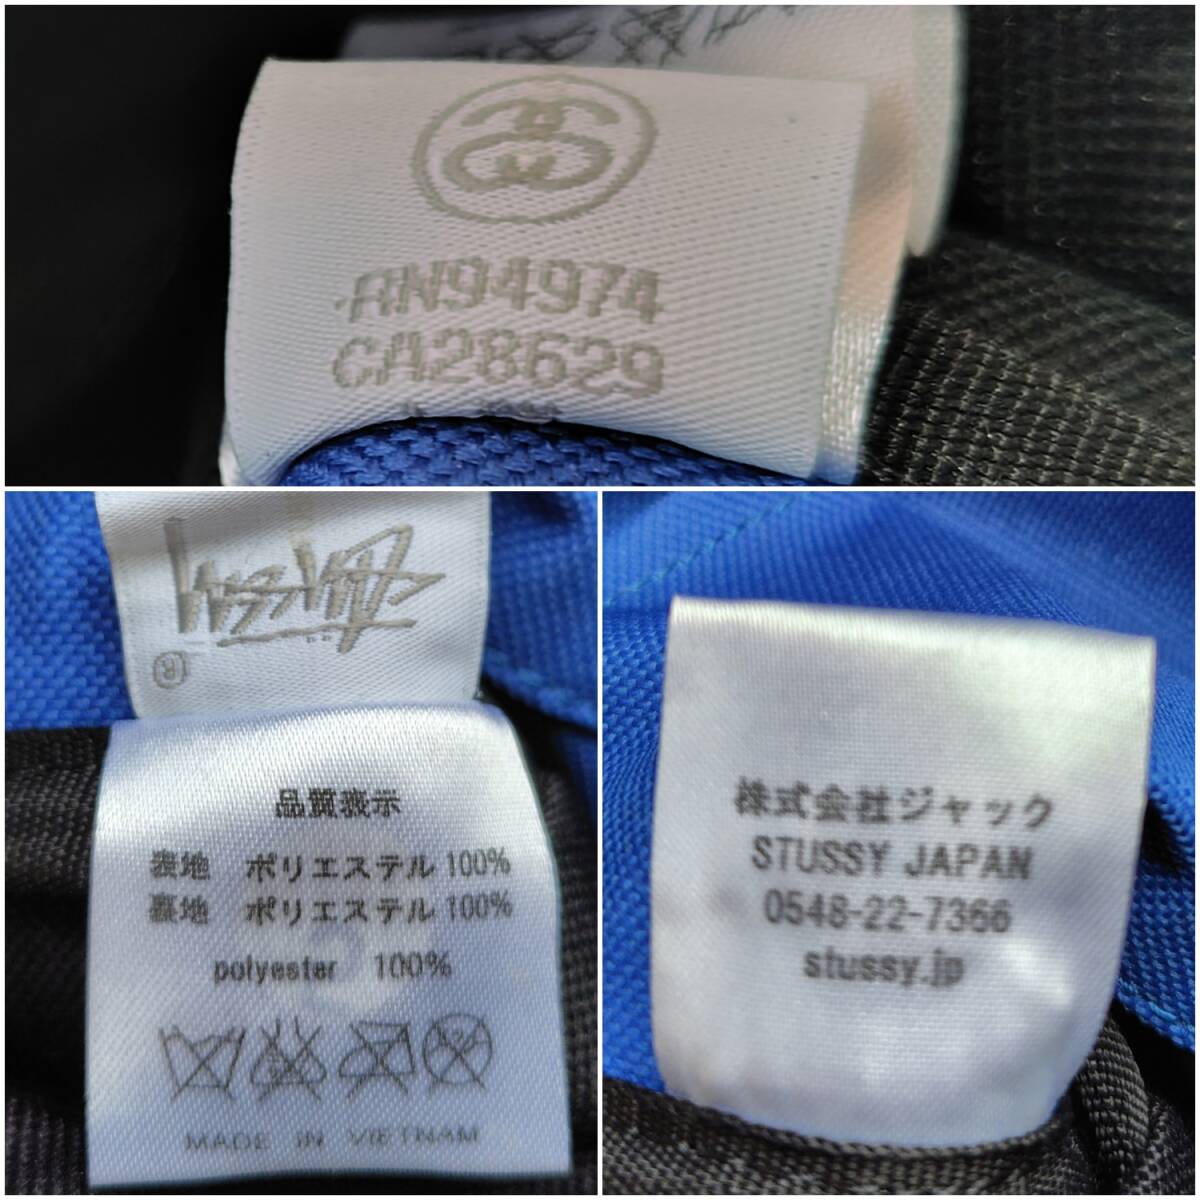 RN94974
CA28629
Stüssy
®
品質表示
表地 ポリエステル 100%
裏地 ポリエステル 100%
polyester 100%
MADE IN VIETNAM
株式会社ジャック
STUSSY JAPAN
0548-22-7366
stussy.jp